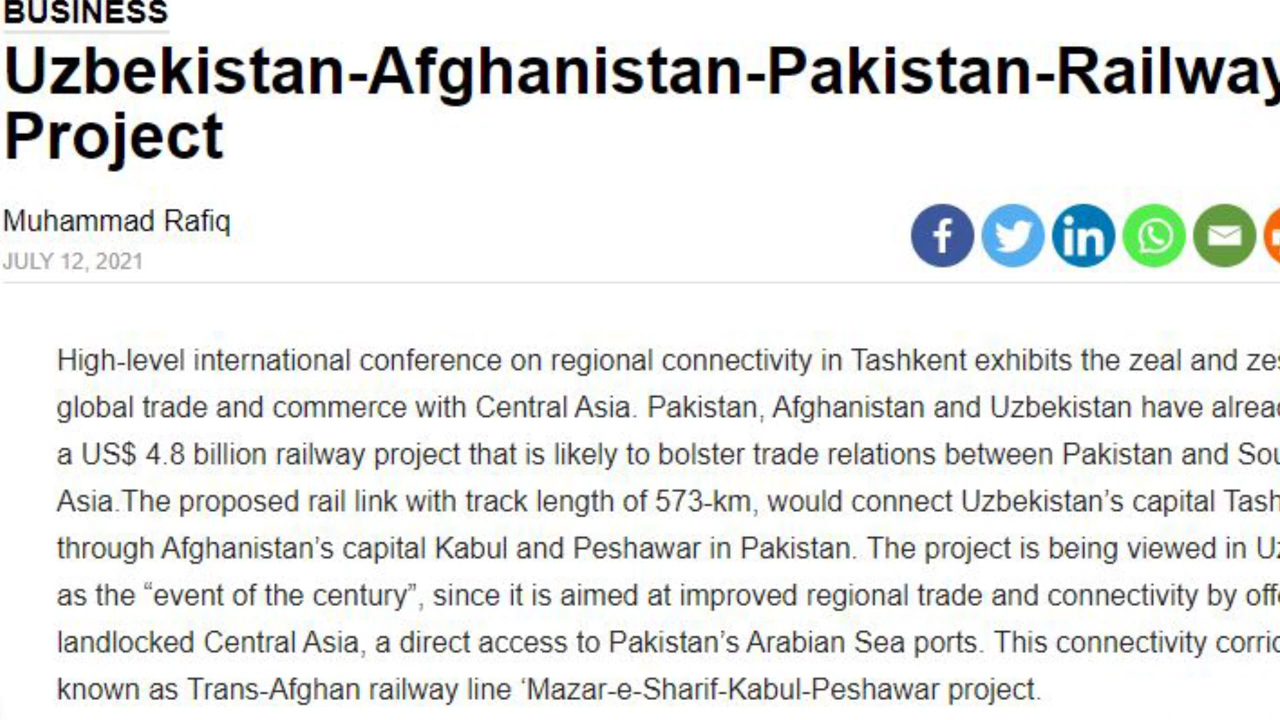 BUSINESS
Uzbekistan-Afghanistan-Pakistan-Railway
Project
Muhammad Rafiq
JULY 12, 2021
High-level international conference on regional connectivity in Tashkent exhibits the zeal and
global trade and commerce with Central Asia. Pakistan, Afghanistan and Uzbekistan have
a US$ 4.8 billion railway project that is likely to bolster trade relations between Pakistan and
Asia.The proposed rail link with track length of 573-km, would connect Uzbekistan’s capital
through Afghanistan’s capital Kabul and Peshawar in Pakistan. The project is being viewed in
as the “event of the century”, since it is aimed at improved regional trade and connectivity by
landlocked Central Asia, a direct access to Pakistan’s Arabian Sea ports. This connectivity
known as Trans-Afghan railway line ‘Mazar-e-Sharif-Kabul-Peshawar project.